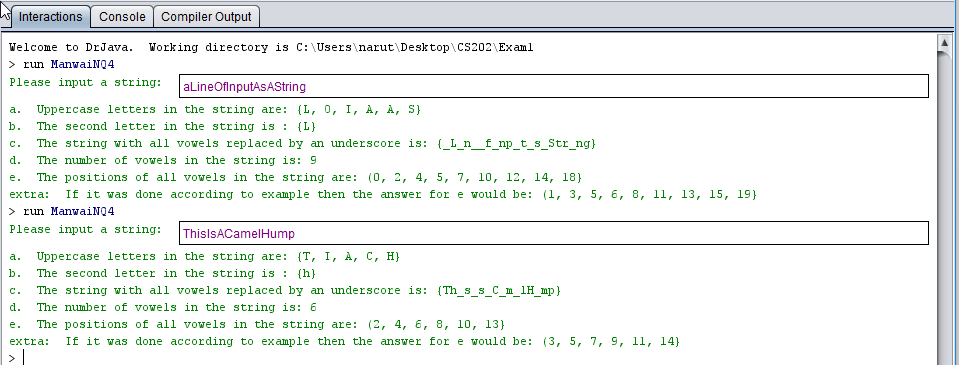 Interactions Console Compiler Output
Welcome to DrJava.  Working directory is C:\Users\narut\Desktop\CS202\Exam1
> run ManwaiNQ4
Please input a string: aLineOfInputAsAString
a.  Uppercase letters in the string are: {L, O, I, A, A, S}
b.  The second letter in the string is : {L}
c.  The string with all vowels replaced by an underscore is: {_L_n__f_np_t_s_Str_ng}
d.  The number of vowels in the string is: 9
e.  The positions of all vowels in the string are: (0, 2, 4, 5, 7, 10, 12, 14, 18}
extra:  If it was done according to example then the answer for e would be: (1, 3, 5, 6, 8, 11, 13, 15, 19}
> run ManwaiNQ4
Please input a string: ThisIsACamelHump
a.  Uppercase letters in the string are: {T, I, A, C, H}
b.  The second letter in the string is : {h}
c.  The string with all vowels replaced by an underscore is: {Th_s_s_C_m_lH_mp}
d.  The number of vowels in the string is: 6
e.  The positions of all vowels in the string are: (2, 4, 6, 8, 10, 13}
extra:  If it was done according to example then the answer for e would be: (3, 5, 7, 9, 11, 14}
>